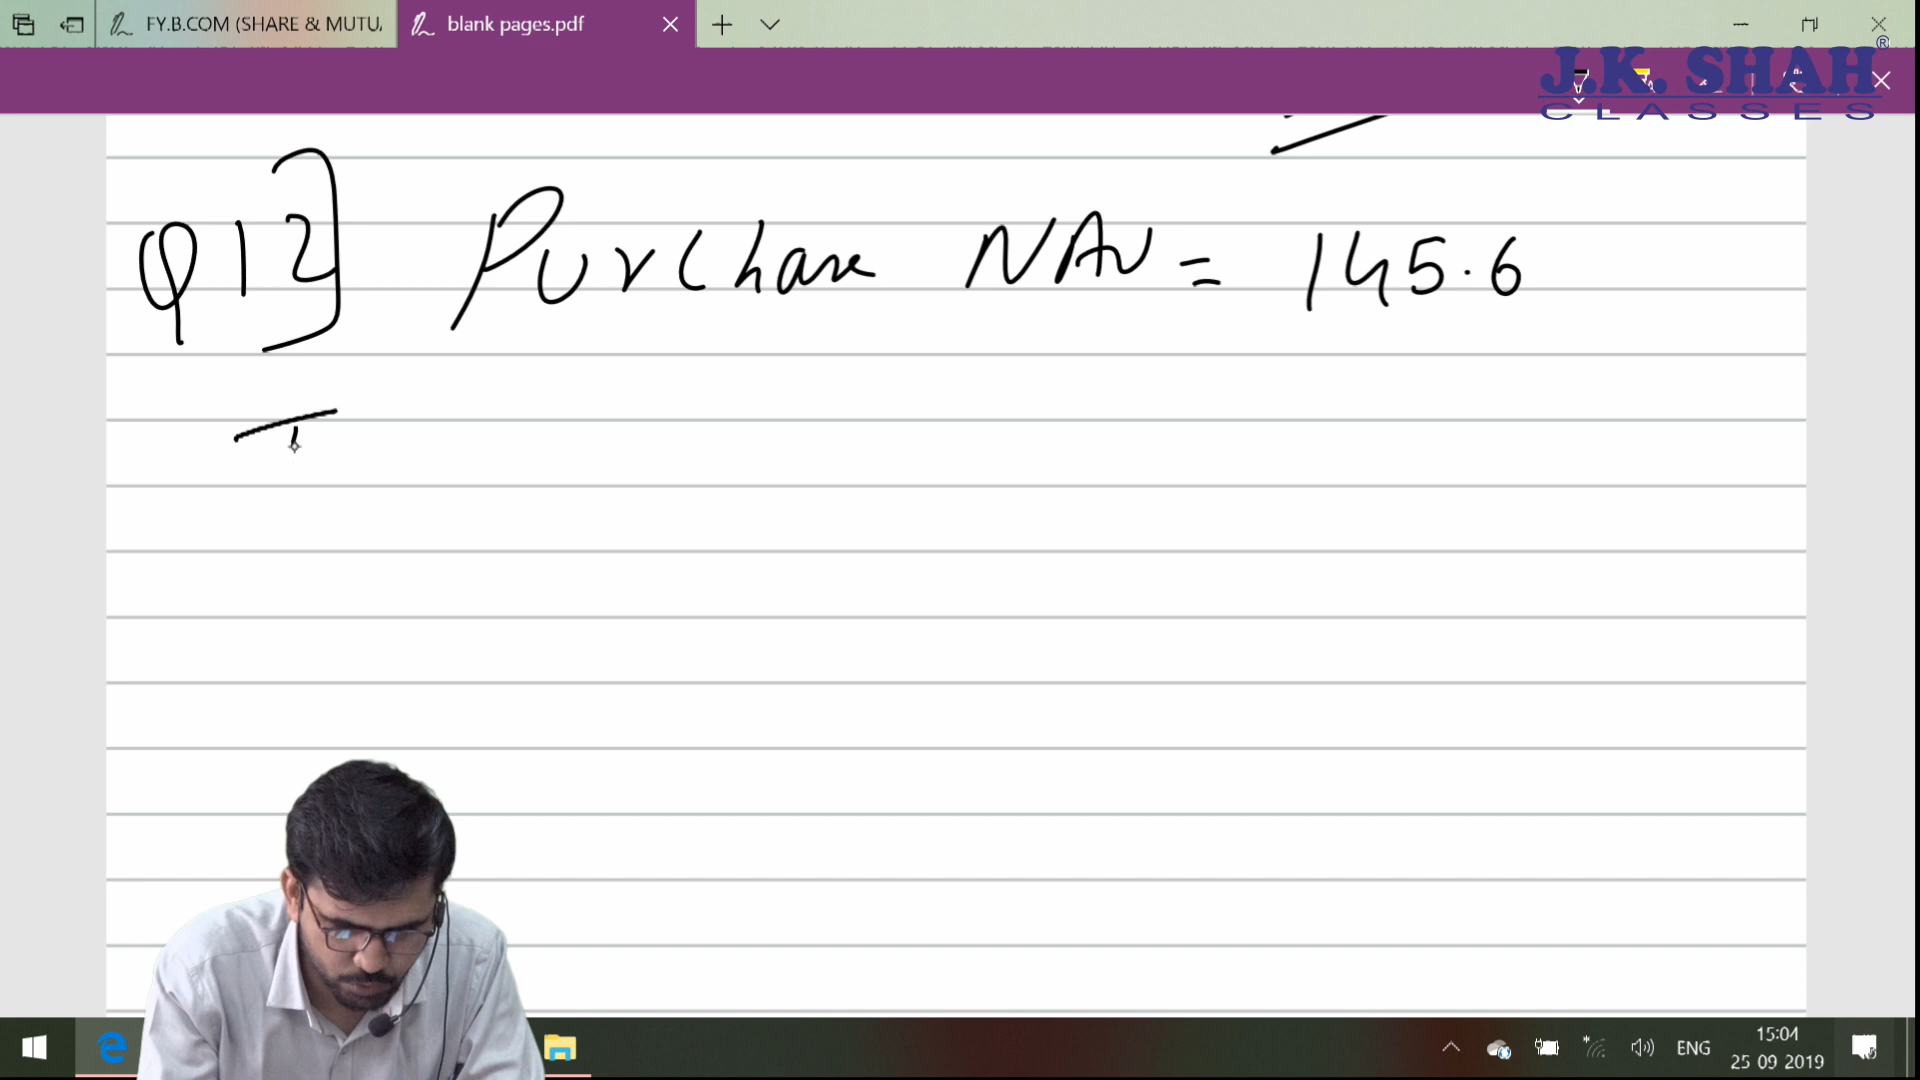 FY.B.COM (SHARE & MUTU
blank pages.pdf
J.K. SHAH®
CLASSES
Q12] Purchase NAV = 145.6
ENG
15:04
25-09-2019